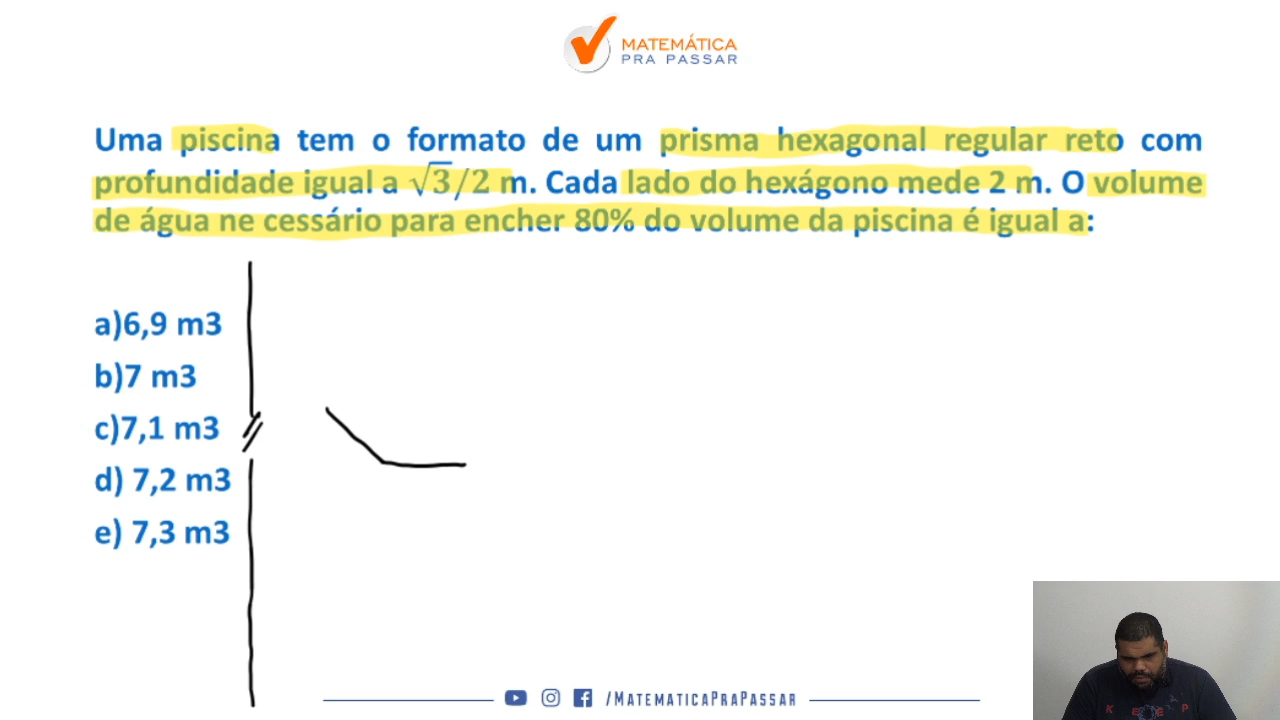 MATEMÁTICA
PRA PASSAR
Uma piscina tem o formato de um prisma hexagonal regular reto com
profundidade igual a √3/2 m. Cada lado do hexágono mede 2 m. O volume
de água ne cessário para encher 80% do volume da piscina é igual a:
a)6,9 m3
b)7 m3
c)7,1 m3
d) 7,2 m3
e) 7,3 m3
/MATEMATICAPRAPASSAR
K E E P